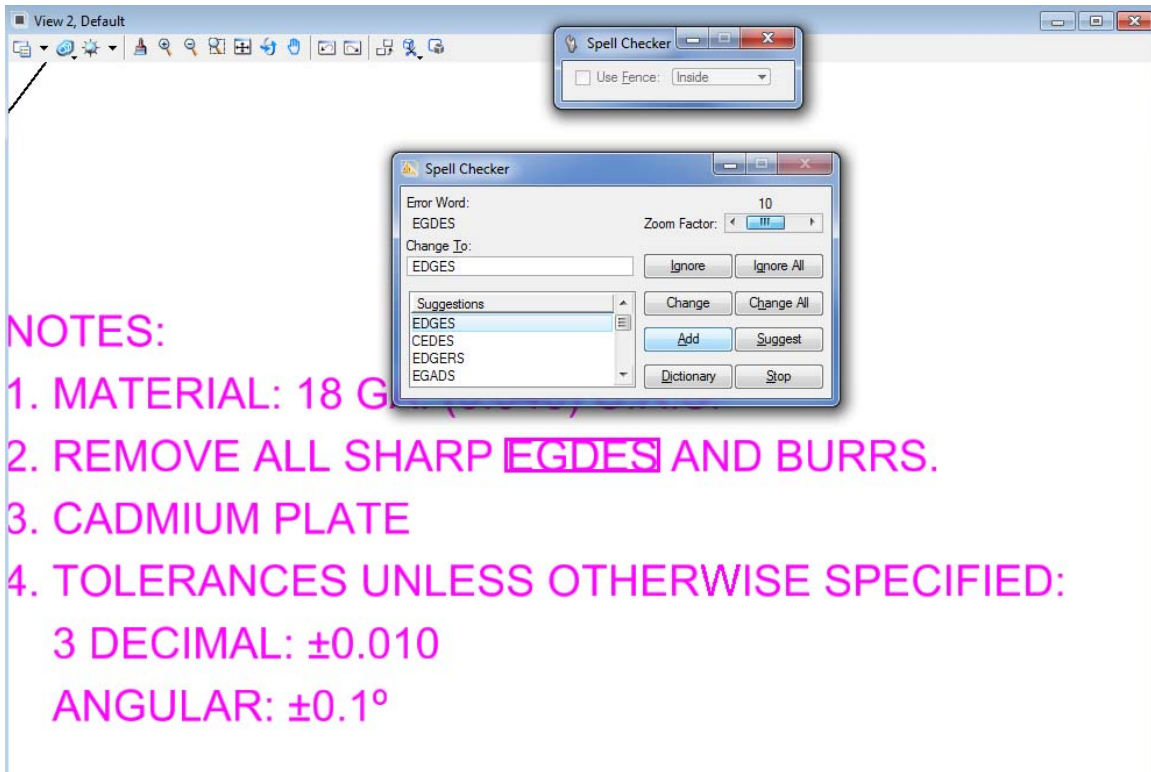 View 2, Default
Spell Checker
Use Fence: Inside
Spell Checker
Error Word:
EGDES
10
Zoom Factor:
Change To:
EDGES
Ignore Ignore All
Suggestions
EDGES
CEDES
EDGERS
EGADS
Change Change All
Add Suggest
Dictionary Stop
NOTES:
1. MATERIAL: 18 GA.
2. REMOVE ALL SHARP EGDES AND BURRS.
3. CADMIUM PLATE
4. TOLERANCES UNLESS OTHERWISE SPECIFIED:
3 DECIMAL: ±0.010
ANGULAR: ±0.1º